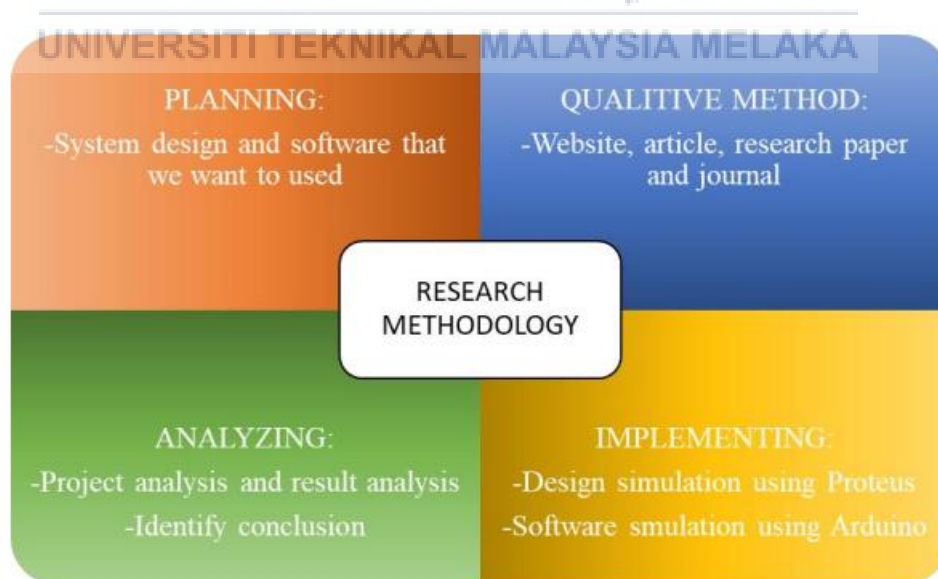 UNIVERSITI TEKNIKAL MALAYSIA MELAKA
PLANNING:
-System design and software that
we want to used
QUALITIVE METHOD:
-Website, article, research paper
and journal
RESEARCH
METHODOLOGY
ANALYZING:
-Project analysis and result analysis
-Identify conclusion
IMPLEMENTING:
-Design simulation using Proteus
-Software smulation using Arduino